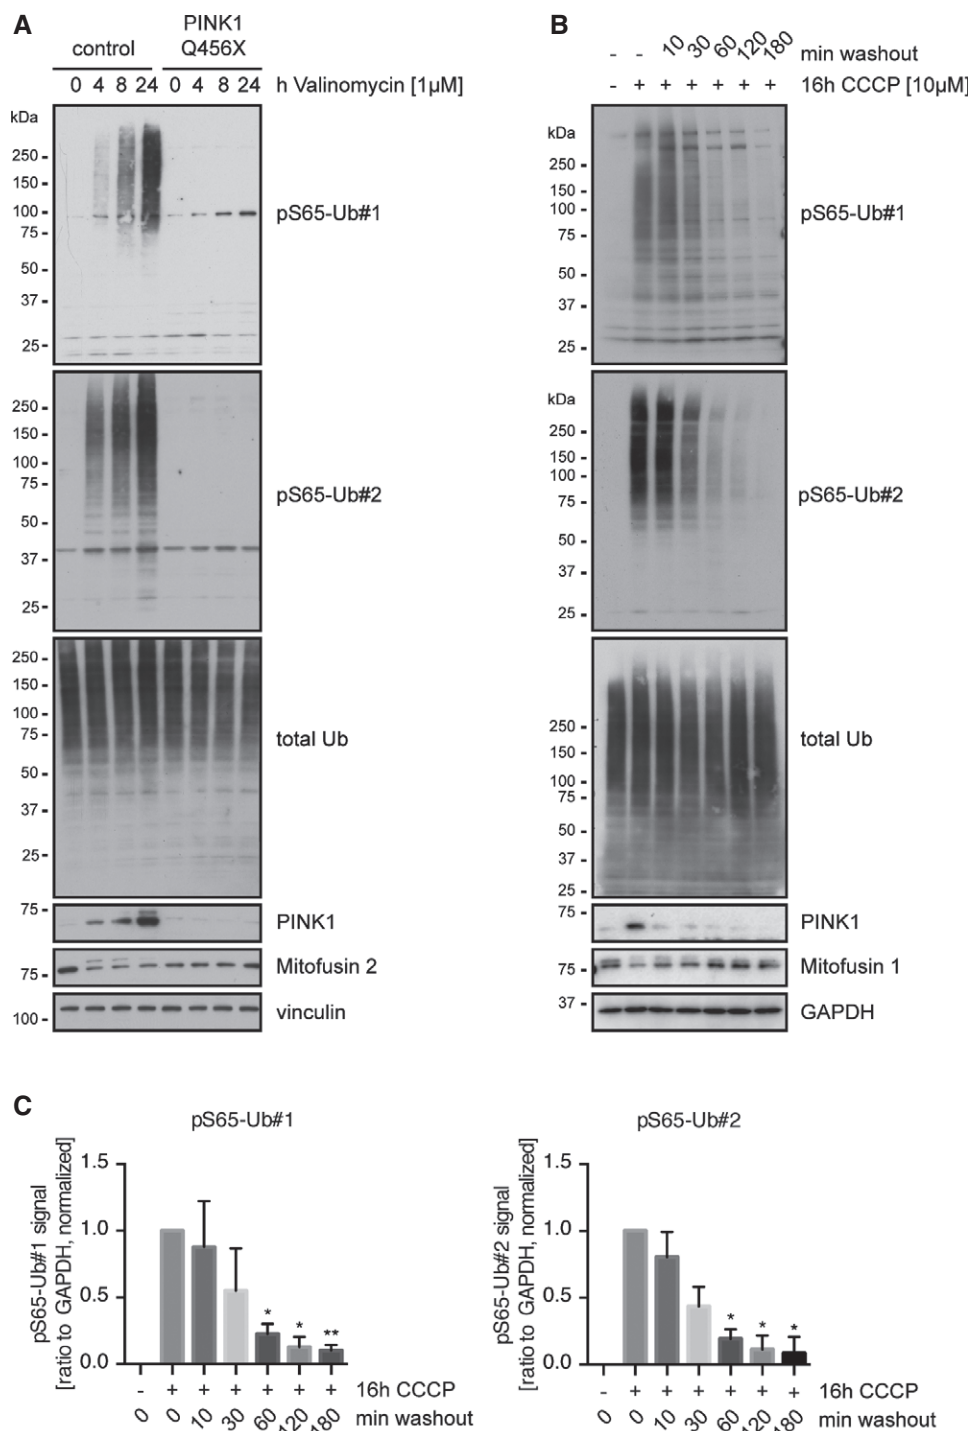 A
PINK1
control Q456X
0 4 8 24 0 4 8 24 h Valinomycin [1µM]
kDa
250
150
100
75
50
37
25
pS65-Ub#1
250
150
100
75
50
37
25
pS65-Ub#2
250
150
100
75
50
37
25
total Ub
75
PINK1
75
Mitofusin 2
100
vinculin
B
- - 10 30 60 120 180 min washout
- + + + + + + 16h CCCP [10µM]
kDa
250
150
100
75
50
37
25
pS65-Ub#1
kDa
250
150
100
75
50
37
25
pS65-Ub#2
250
150
100
75
50
37
25
total Ub
75
PINK1
75
Mitofusin 1
37
GAPDH
C
pS65-Ub#1
pS65-Ub#1 signal
[ratio to GAPDH, normalized]
1.5
1.0
0.5
0.0
* * **
- + + + + + + 16h CCCP
0 0 10 30 60 120 180 min washout
pS65-Ub#2
pS65-Ub#2 signal
[ratio to GAPDH, normalized]
1.5
1.0
0.5
0.0
* * *
- + + + + + + 16h CCCP
0 0 10 30 60 120 180 min washout